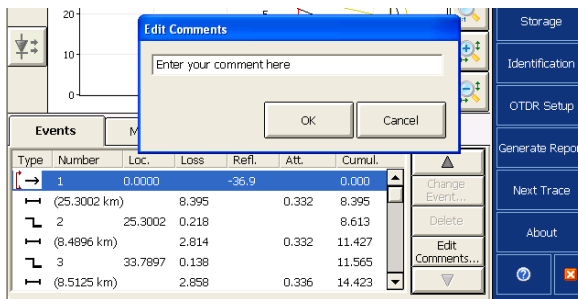 20
10
0
Edit Comments
Enter your comment here
OK
Cancel
Storage
Identification
OTDR Setup
Generate Repor
Next Trace
About
Events
M
Type Number Loc. Loss Refl. Att. Cumul.
1 0.0000 -36.9 0.000
(25.3002 km) 8.395 0.332 8.395
2 25.3002 0.218 8.613
(8.4896 km) 2.814 0.332 11.427
3 33.7897 0.138 11.565
(8.5125 km) 2.858 0.336 14.423
Change
Event...
Delete
Edit
Comments...